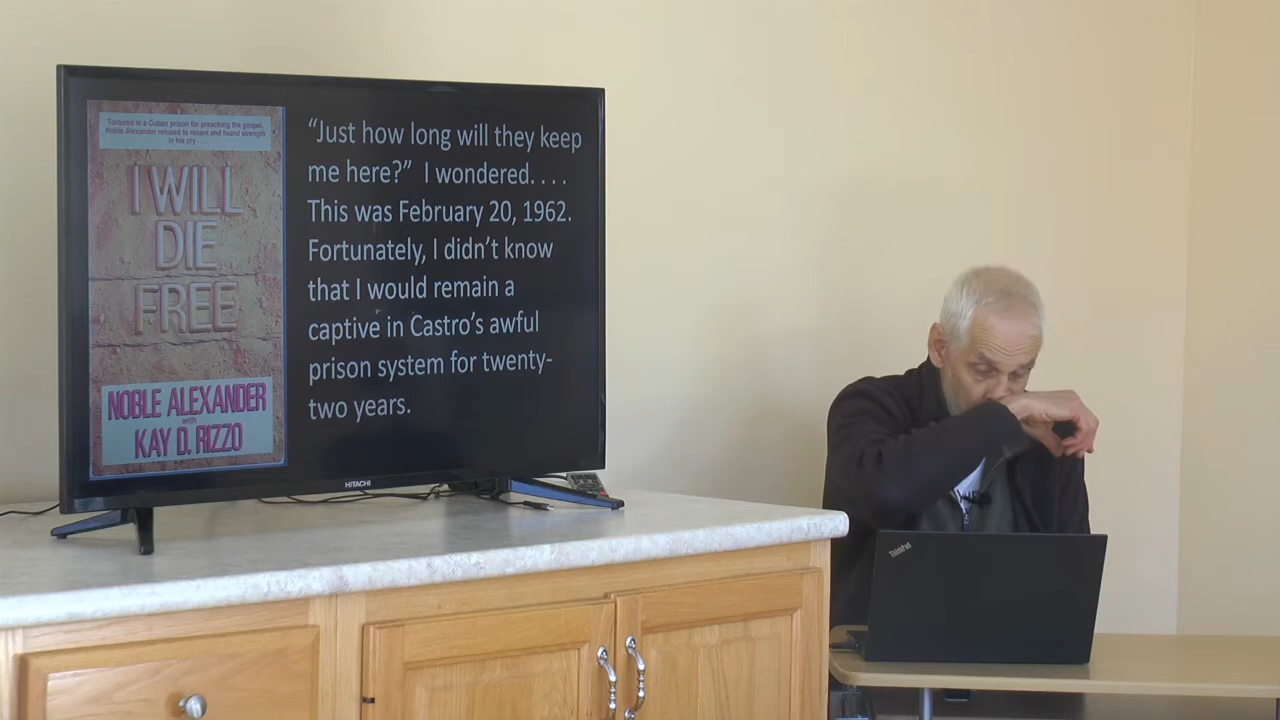 Tortured in a Cuban prison for preaching the gospel,
Noble Alexander refused to recant and found strength
in his cry . . .
I WILL
DIE
FREE
NOBLE ALEXANDER
with
KAY D. RIZZO
“Just how long will they keep
me here?” I wondered. . . .
This was February 20, 1962.
Fortunately, I didn’t know
that I would remain a
captive in Castro’s awful
prison system for twenty-
two years.
HITACHI
ThinkPad